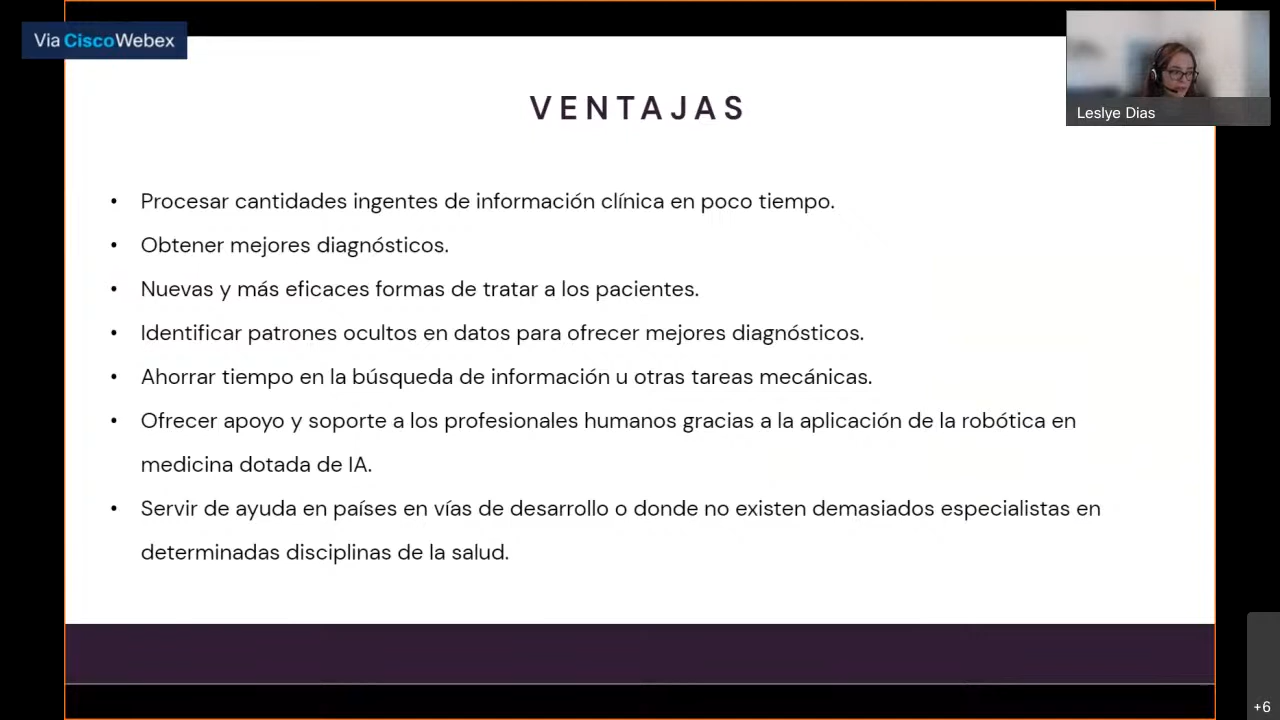 Via Cisco Webex
Leslye Dias
VENTAJAS
• Procesar cantidades ingentes de información clínica en poco tiempo.
• Obtener mejores diagnósticos.
• Nuevas y más eficaces formas de tratar a los pacientes.
• Identificar patrones ocultos en datos para ofrecer mejores diagnósticos.
• Ahorrar tiempo en la búsqueda de información u otras tareas mecánicas.
• Ofrecer apoyo y soporte a los profesionales humanos gracias a la aplicación de la robótica en
medicina dotada de IA.
• Servir de ayuda en países en vías de desarrollo o donde no existen demasiados especialistas en
determinadas disciplinas de la salud.
+6